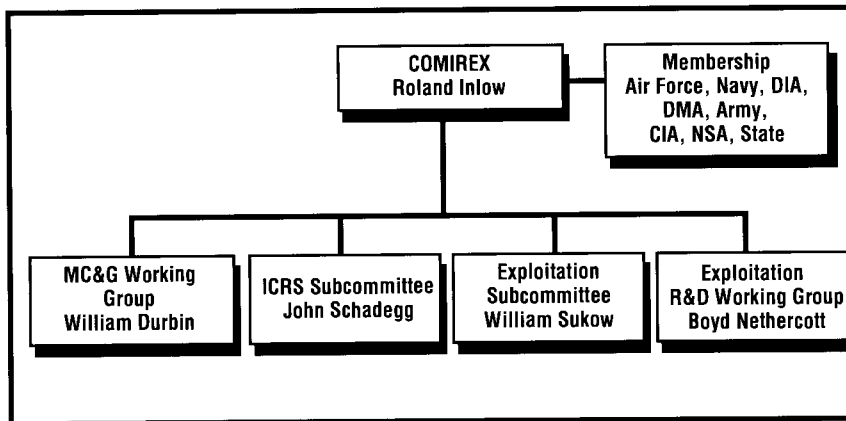 COMIREX
Roland Inlow
Membership
Air Force, Navy, DIA,
DMA, Army,
CIA, NSA, State
MC&G Working
Group
William Durbin
ICRS Subcommittee
John Schadegg
Exploitation
Subcommittee
William Sukow
Exploitation
R&D Working Group
Boyd Nethercott